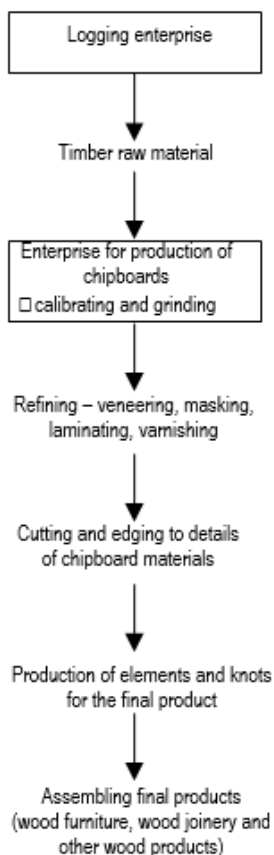 Logging enterprise
Timber raw material
Enterprise for production of
chipboards
□ calibrating and grinding
Refining – veneering, masking,
laminating, varnishing
Cutting and edging to details
of chipboard materials
Production of elements and knots
for the final product
Assembling final products
(wood furniture, wood joinery and
other wood products)